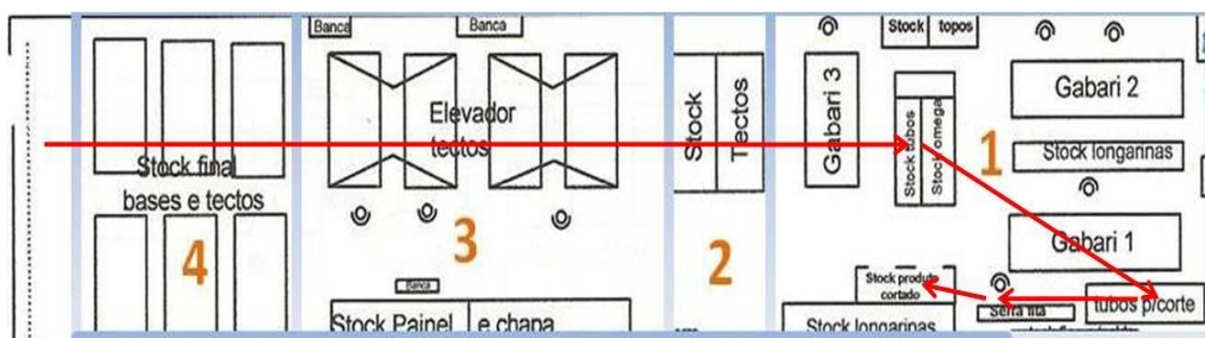 Stock final
bases e tectos
4
Banca
Banca
Elevador
tectos
3
Banca
Stock Painel
e chapa
Stock
Tectos
2
Gabari 3
Stock
topos
Stock tubos
Stock omega
1
Gabari 2
Stock longarinas
Gabari 1
Stock produto
cortado
Serra fita
tubos p/corte
Stock longarinas